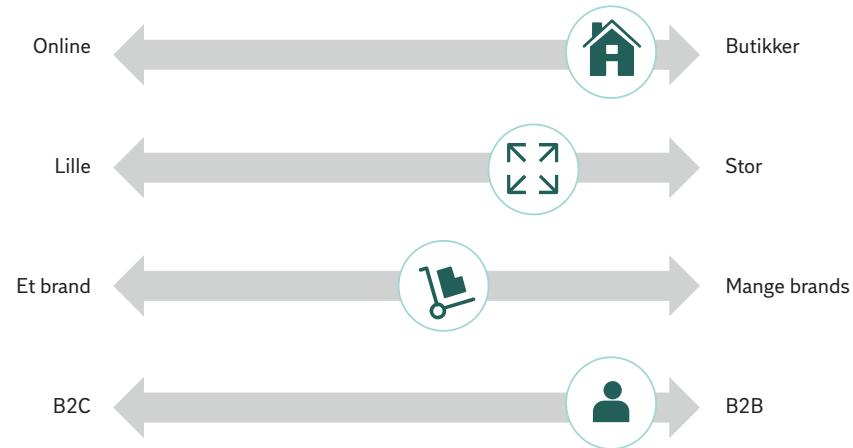 Online
Butikker
Lille
Stor
Et brand
Mange brands
B2C
B2B